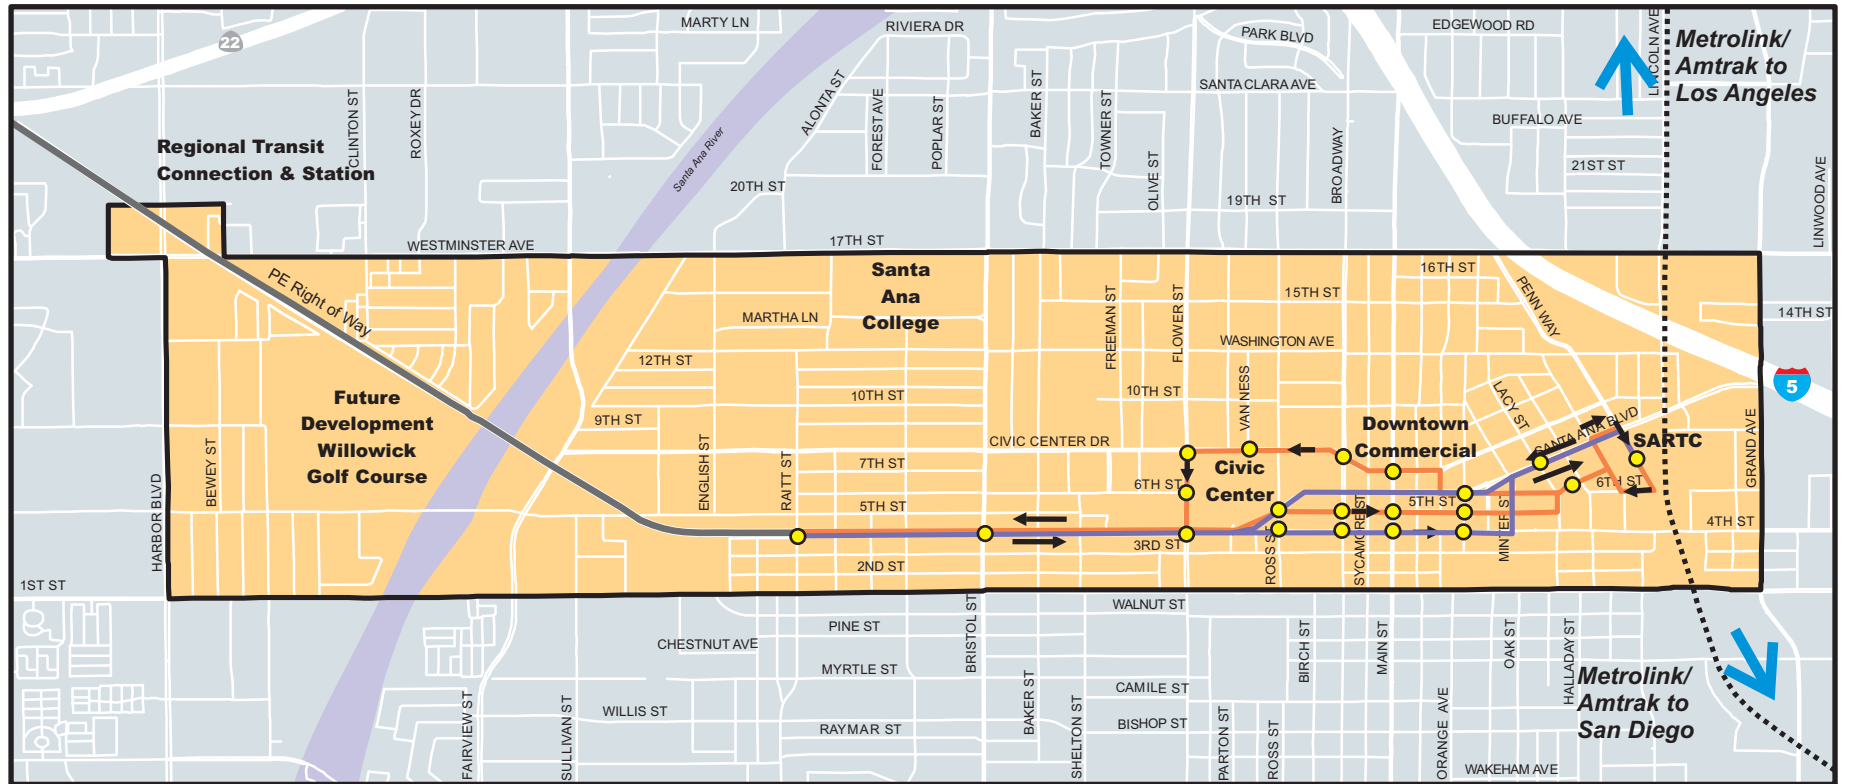 MARTY LN
RIVIERA DR
PARK BLVD
EDGEWOOD RD
LINCOLN AVE
Metrolink/
Amtrak to
Los Angeles
22
SANTA CLARA AVE
CLINTON ST
ROXEY DR
ALONTA ST
FOREST AVE
POPLAR ST
BAKER ST
TOWNER ST
OLIVE ST
BROADWAY
BUFFALO AVE
21ST ST
LINWOOD AVE
Regional Transit
Connection & Station
Santa Ana River
20TH ST
19TH ST
WESTMINSTER AVE
17TH ST
PE Right of Way
Santa
Ana
College
16TH ST
15TH ST
PENN WAY
14TH ST
MARTHA LN
FREEMAN ST
FLOWER ST
WASHINGTON AVE
12TH ST
VAN NESS
5
Future
Development
Willowick
Golf Course
10TH ST
10TH ST
LACY ST
9TH ST
CIVIC CENTER DR
Downtown
Commercial
SANTA ANA BLVD
SARTC
GRAND AVE
HARBOR BLVD
BEWEY ST
ENGLISH ST
RAITT ST
7TH ST
Civic
Center
6TH ST
6TH ST
5TH ST
5TH ST
SYCAMORE ST
MINTER ST
4TH ST
3RD ST
ROSS ST
2ND ST
1ST ST
WALNUT ST
BRISTOL ST
PINE ST
CHESTNUT AVE
MYRTLE ST
BIRCH ST
MAIN ST
OAK ST
HALLADAY ST
Metrolink/
Amtrak to
San Diego
CAMILE ST
BISHOP ST
WILLIS ST
RAYMAR ST
FAIRVIEW ST
SULLIVAN ST
BAKER ST
SHELTON ST
PARTON ST
ROSS ST
ORANGE AVE
WAKEHAM AVE